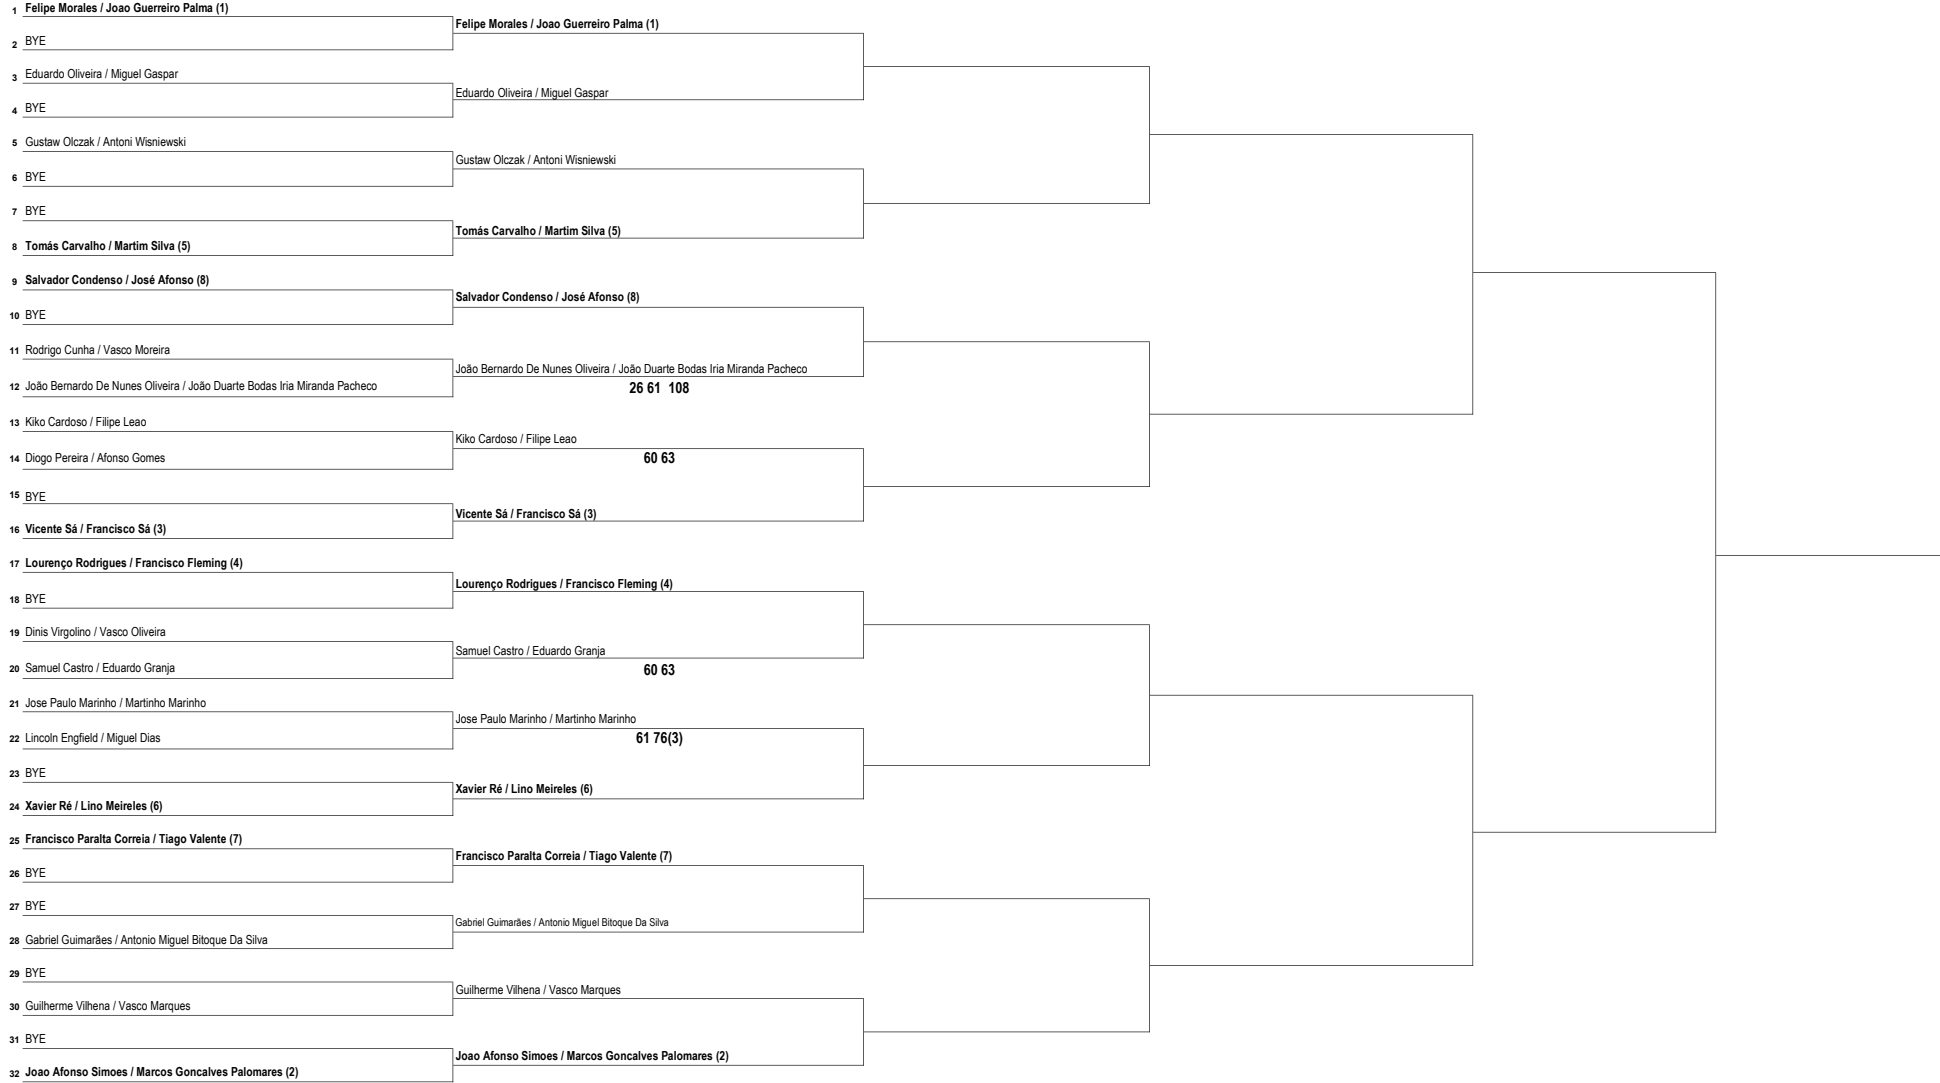 1 Felipe Morales / Joao Guerreiro Palma (1)
Felipe Morales / Joao Guerreiro Palma (1)
2 BYE
3 Eduardo Oliveira / Miguel Gaspar
Eduardo Oliveira / Miguel Gaspar
4 BYE
5 Gustaw Olczak / Antoni Wisniewski
Gustaw Olczak / Antoni Wisniewski
6 BYE
7 BYE
Tomás Carvalho / Martim Silva (5)
8 Tomás Carvalho / Martim Silva (5)
9 Salvador Condenso / José Afonso (8)
Salvador Condenso / José Afonso (8)
10 BYE
11 Rodrigo Cunha / Vasco Moreira
João Bernardo De Nunes Oliveira / João Duarte Bodas Iria Miranda Pacheco
12 João Bernardo De Nunes Oliveira / João Duarte Bodas Iria Miranda Pacheco
26 61 108
13 Kiko Cardoso / Filipe Leao
Kiko Cardoso / Filipe Leao
14 Diogo Pereira / Afonso Gomes
60 63
15 BYE
Vicente Sá / Francisco Sá (3)
16 Vicente Sá / Francisco Sá (3)
17 Lourenço Rodrigues / Francisco Fleming (4)
Lourenço Rodrigues / Francisco Fleming (4)
18 BYE
19 Dinis Virgolino / Vasco Oliveira
Samuel Castro / Eduardo Granja
20 Samuel Castro / Eduardo Granja
60 63
21 Jose Paulo Marinho / Martinho Marinho
Jose Paulo Marinho / Martinho Marinho
22 Lincoln Engfield / Miguel Dias
61 76(3)
23 BYE
Xavier Ré / Lino Meireles (6)
24 Xavier Ré / Lino Meireles (6)
25 Francisco Paralta Correia / Tiago Valente (7)
Francisco Paralta Correia / Tiago Valente (7)
26 BYE
27 BYE
Gabriel Guimarães / Antonio Miguel Bitoque Da Silva
28 Gabriel Guimarães / Antonio Miguel Bitoque Da Silva
29 BYE
Guilherme Vilhena / Vasco Marques
30 Guilherme Vilhena / Vasco Marques
31 BYE
Joao Afonso Simoes / Marcos Goncalves Palomares (2)
32 Joao Afonso Simoes / Marcos Goncalves Palomares (2)